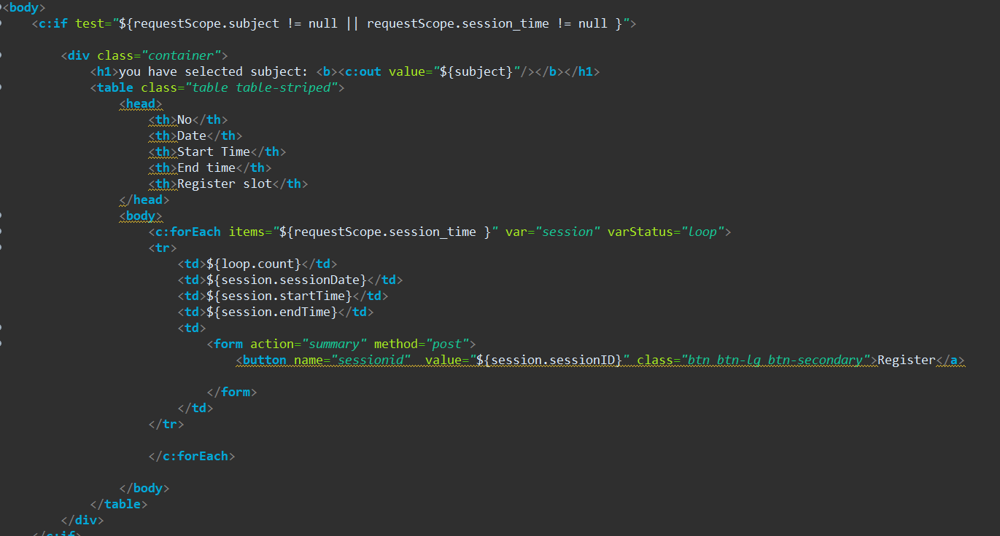 <body>
<c:if test="${requestScope.subject != null || requestScope.session_time != null }">
<div class="container">
<h1>you have selected subject: <b><c:out value="${subject}"/></b></h1>
<table class="table table-striped">
<head>
<th>No</th>
<th>Date</th>
<th>Start Time</th>
<th>End time</th>
<th>Register slot</th>
</head>
<body>
<c:forEach items="${requestScope.session_time }" var="session" varStatus="loop">
<tr>
<td>${loop.count}</td>
<td>${session.sessionDate}</td>
<td>${session.startTime}</td>
<td>${session.endTime}</td>
<td>
<form action="summary" method="post">
<button name="sessionid"  value="${session.sessionID}" class="btn btn-lg btn-secondary">Register</a>
</form>
</td>
</tr>
</c:forEach>
</body>
</table>
</div>
</c:if>